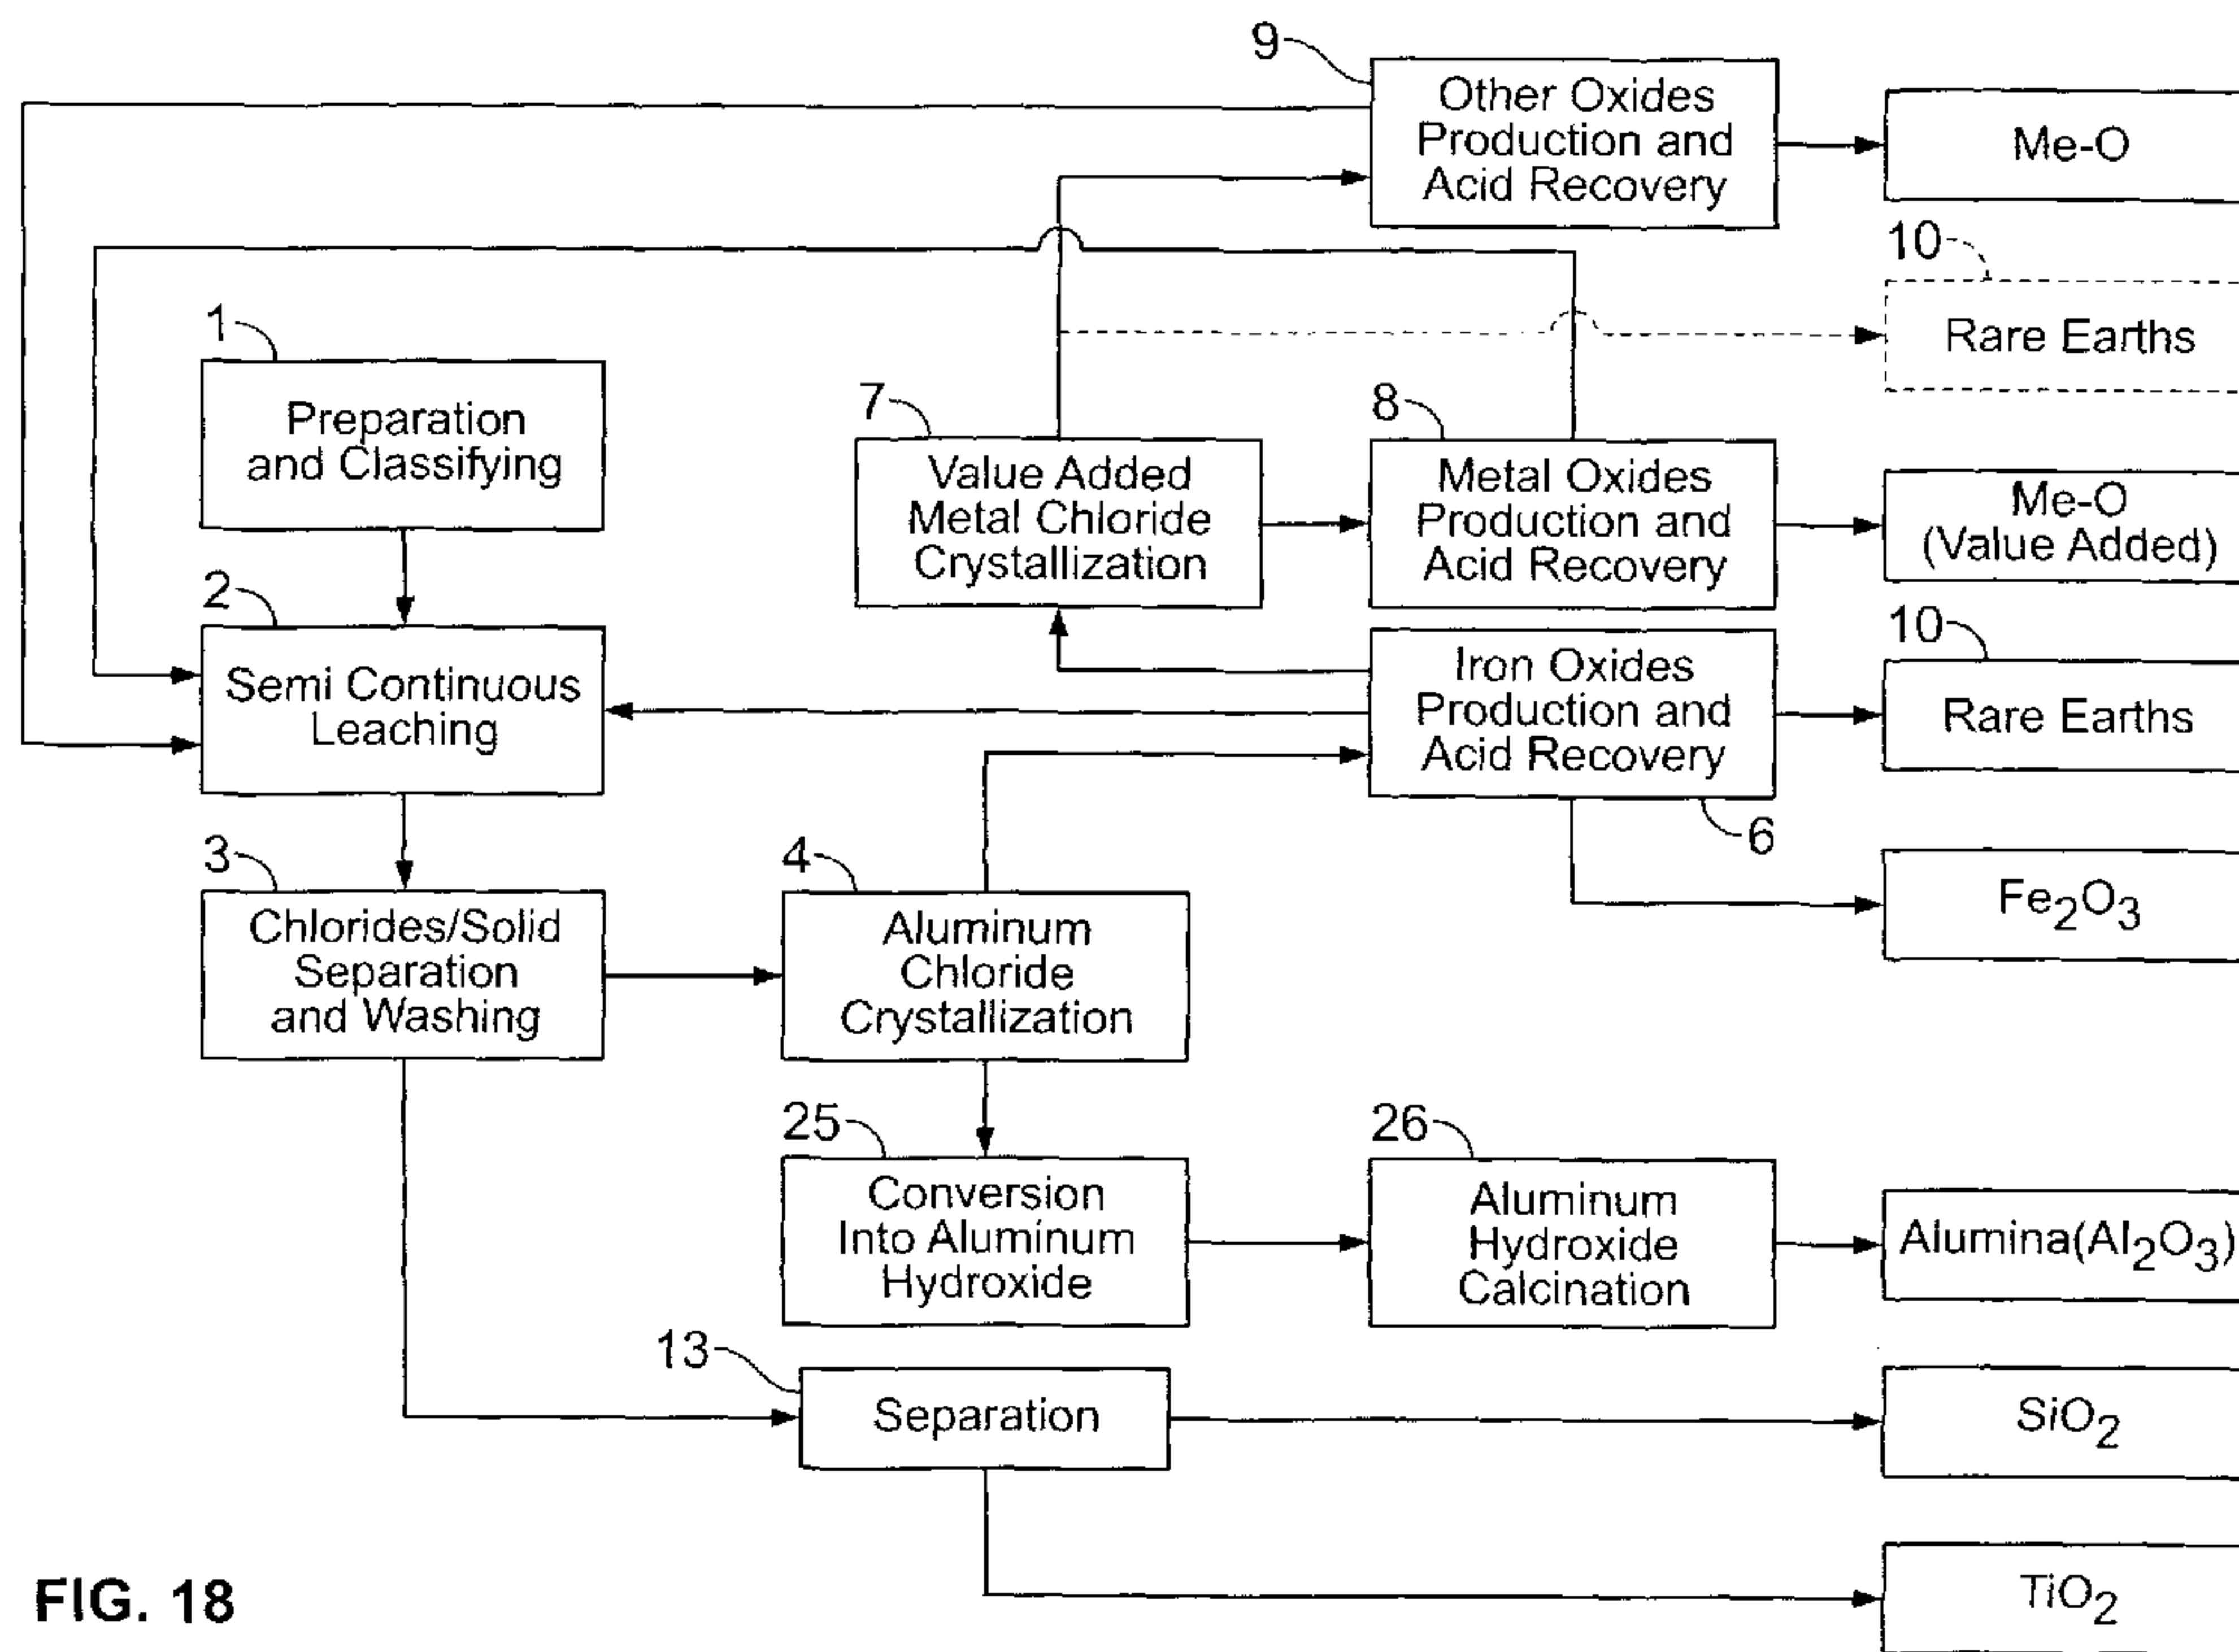 9
Other Oxides
Production and
Acid Recovery
Me-O
10
Rare Earths
1
Preparation
and Classifying
7
Value Added
Metal Chloride
Crystallization
8
Metal Oxides
Production and
Acid Recovery
Me-O
(Value Added)
2
Semi Continuous
Leaching
Iron Oxides
Production and
Acid Recovery
6
10
Rare Earths
3
Chlorides/Solid
Separation
and Washing
4
Aluminum
Chloride
Crystallization
Fe2O3
25
Conversion
Into Aluminum
Hydroxide
26
Aluminum
Hydroxide
Calcination
Alumina(Al2O3)
13
Separation
SiO2
TiO2
FIG. 18